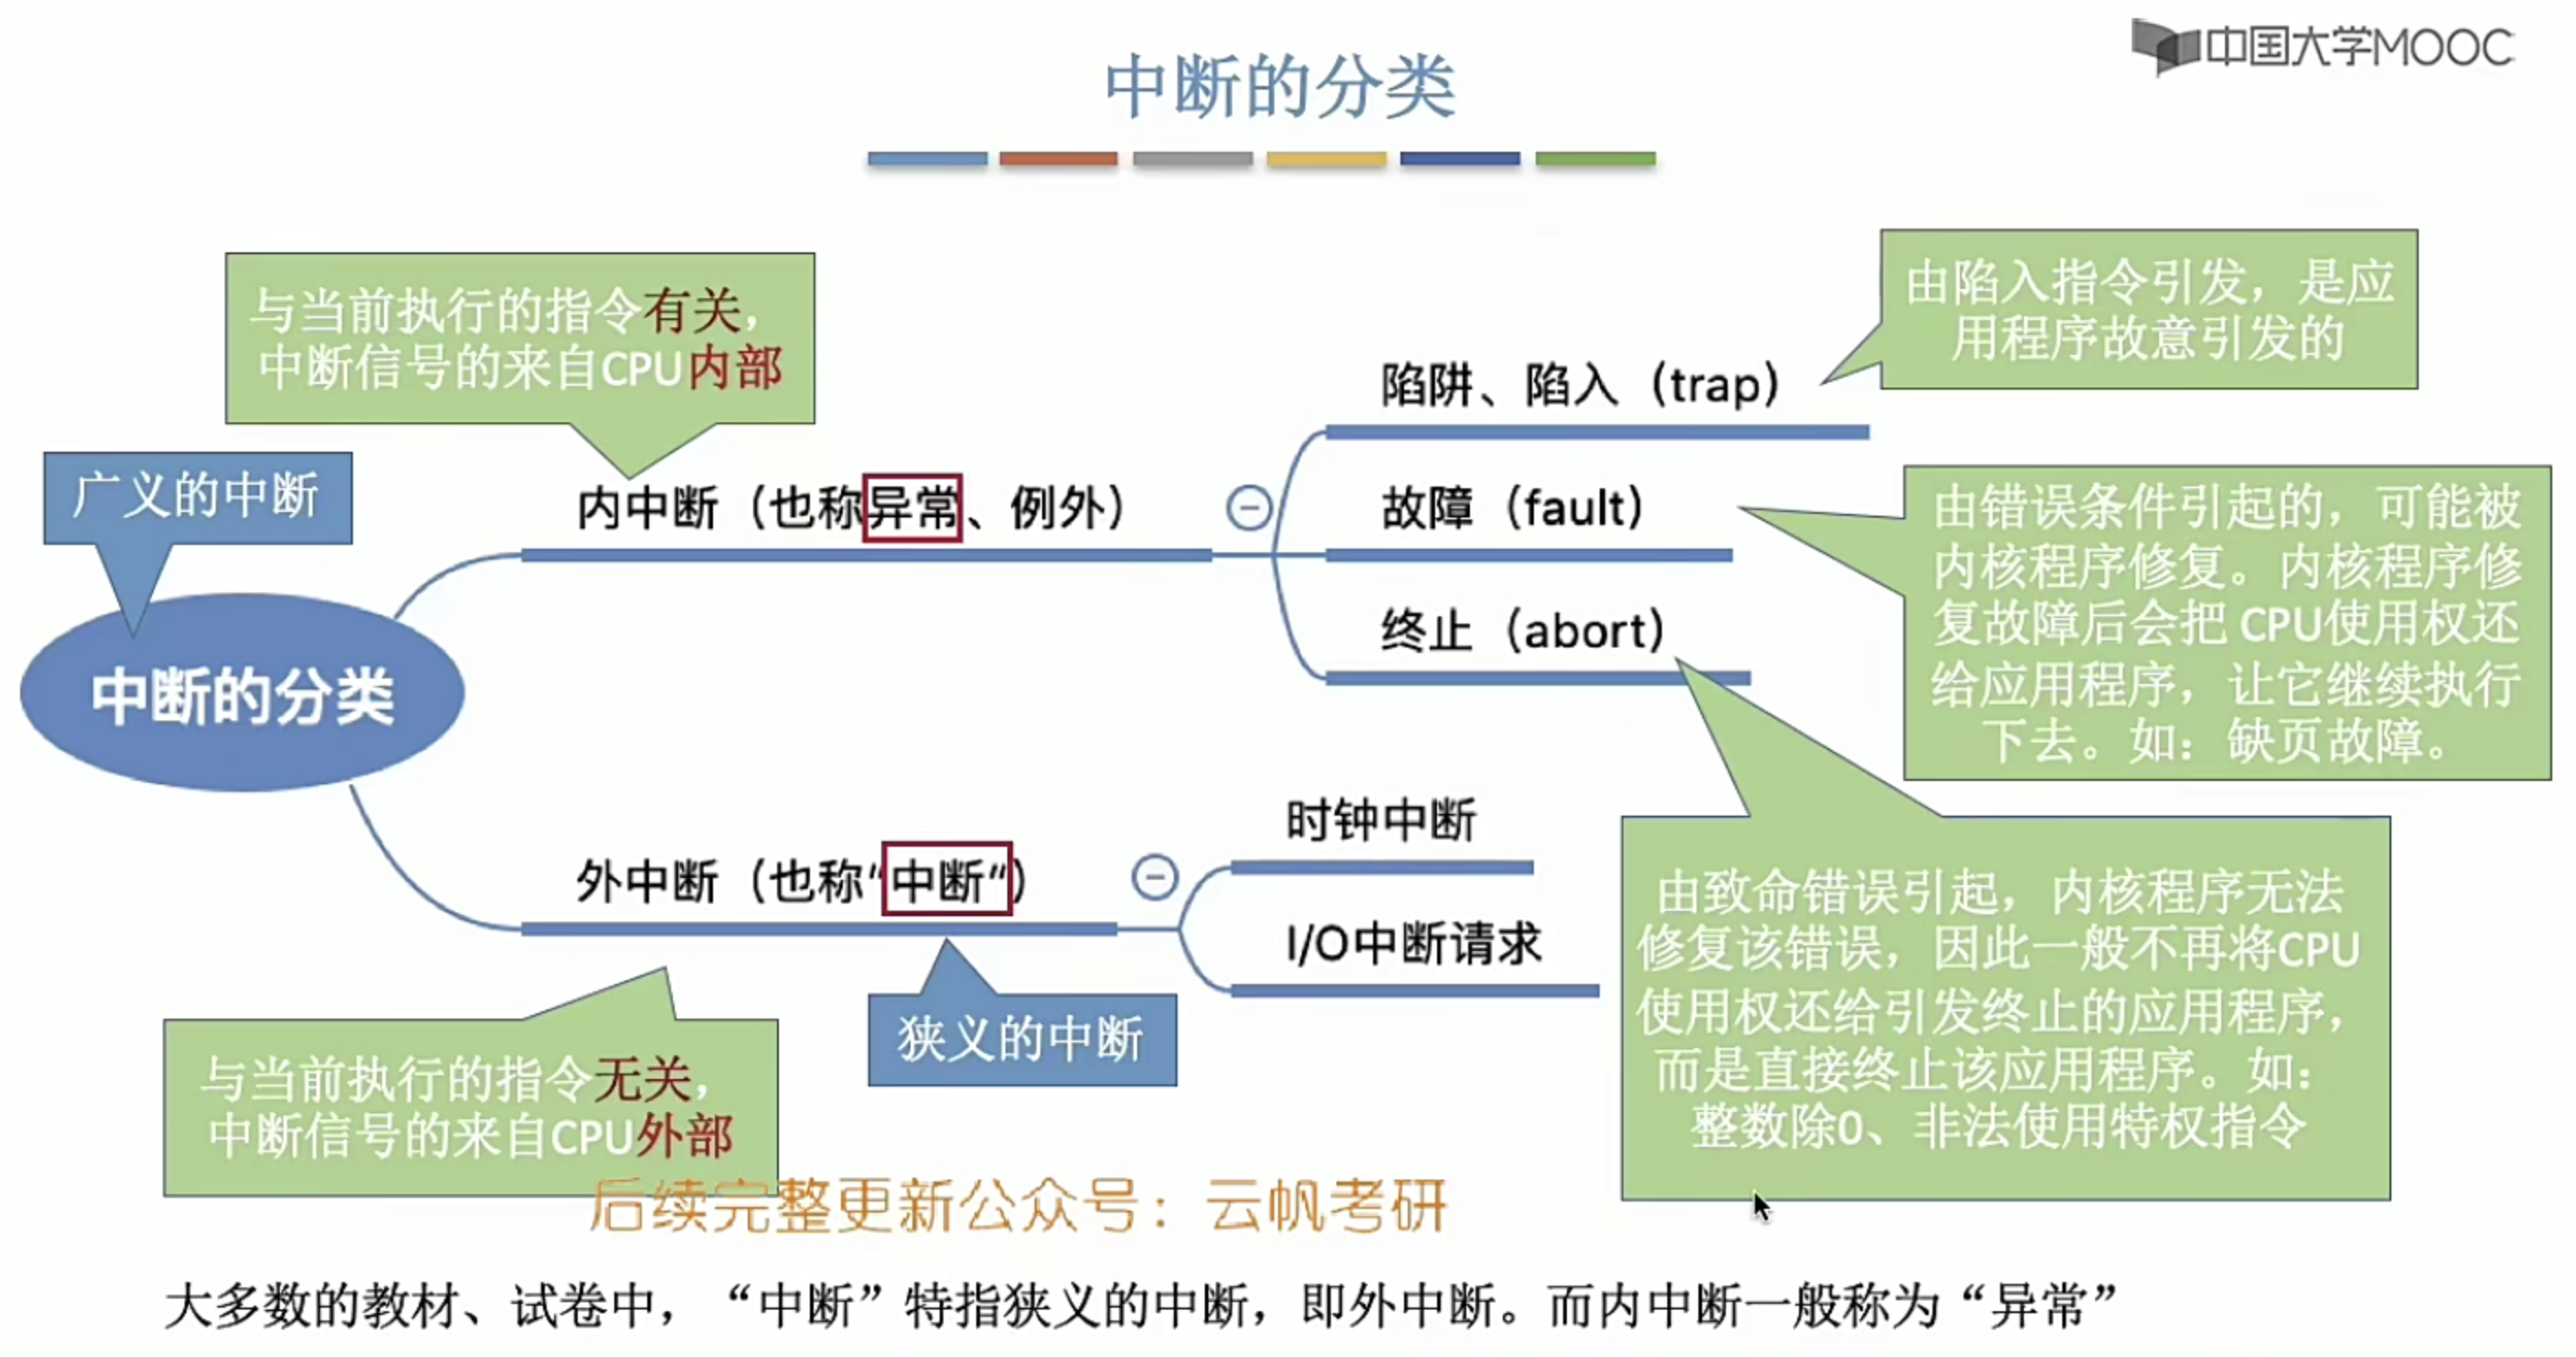 中国大学MOOC
中断的分类
与当前执行的指令有关，
中断信号的来自CPU内部
由陷入指令引发，是应
用程序故意引发的
陷阱、陷入（trap）
广义的中断
内中断（也称异常、例外）
故障（fault）
由错误条件引起的，可能被
内核程序修复。内核程序修
复故障后会把 CPU使用权还
给应用程序，让它继续执行
下去。如：缺页故障。
终止（abort）
中断的分类
时钟中断
外中断（也称“中断“）
I/O中断请求
由致命错误引起，内核程序无法
修复该错误，因此一般不再将CPU
使用权还给引发终止的应用程序，
而是直接终止该应用程序。如：
整数除0、非法使用特权指令
狭义的中断
与当前执行的指令无关，
中断信号的来自CPU外部
后续完整更新公众号：云帆考研
大多数的教材、试卷中，“中断”特指狭义的中断，即外中断。而内中断一般称为“异常”